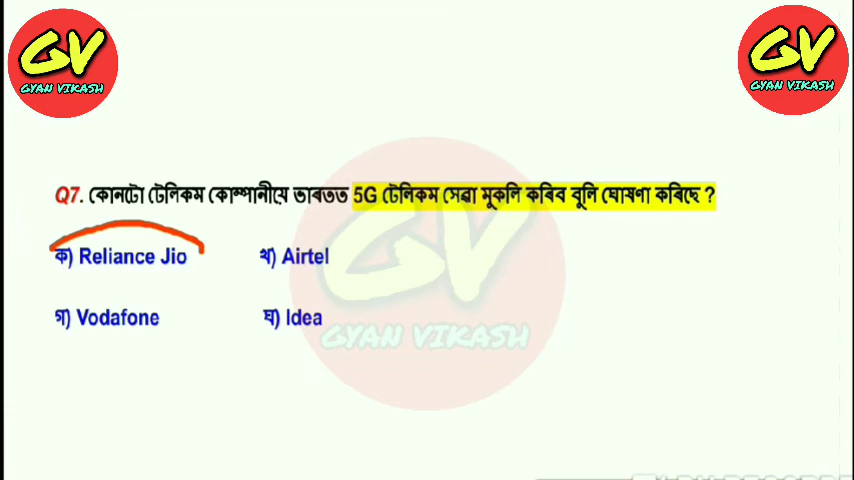 GV
GYAN VIKASH
GV
GYAN VIKASH
Q7. কোনটো টেলিকম কোম্পানীয়ে ভাৰতত 5G টেলিকম সেৱা মুকলি কৰিব বুলি ঘোষণা কৰিছে ?
ক) Reliance Jio খ) Airtel
গ) Vodafone ঘ) Idea
GV
GYAN VIKASH